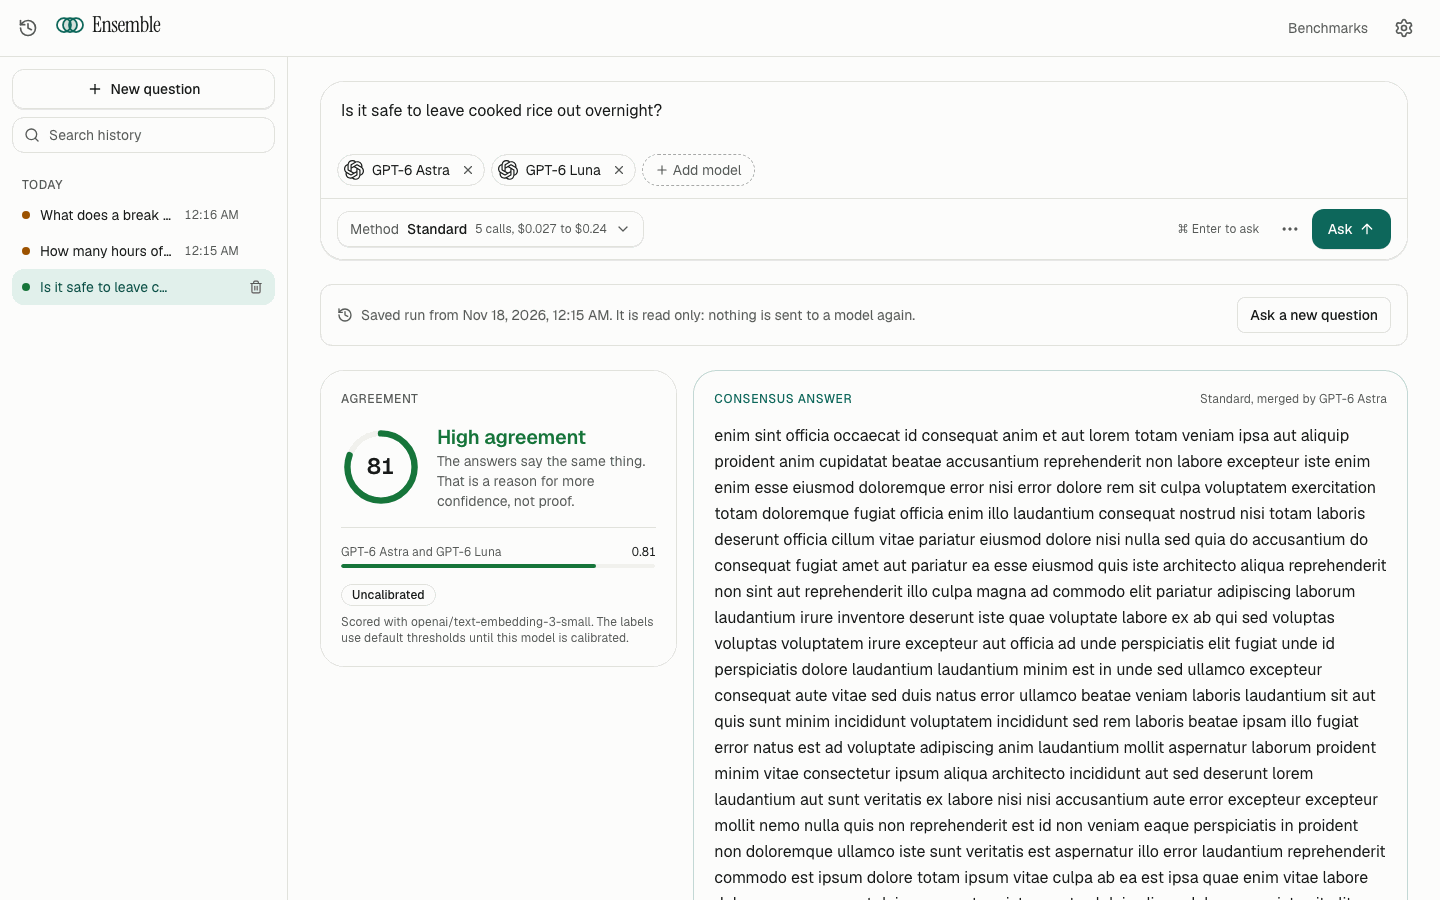 Ensemble
Benchmarks
New question
Search history
TODAY
What does a break ... 12:16 AM
How many hours of... 12:15 AM
Is it safe to leave c...
Is it safe to leave cooked rice out overnight?
GPT-6 Astra
GPT-6 Luna
Add model
Method Standard 5 calls, $0.027 to $0.24
⌘ Enter to ask
Ask
Saved run from Nov 18, 2026, 12:15 AM. It is read only: nothing is sent to a model again.
Ask a new question
AGREEMENT
81
High agreement
The answers say the same thing.
That is a reason for more
confidence, not proof.
GPT-6 Astra and GPT-6 Luna 0.81
Uncalibrated
Scored with openai/text-embedding-3-small. The labels
use default thresholds until this model is calibrated.
CONSENSUS ANSWER
Standard, merged by GPT-6 Astra
enim sint officia occaecat id consequat anim et aut lorem totam veniam ipsa aut aliquip
proident anim cupidatat beatae accusantium reprehenderit non labore excepteur iste enim
enim esse eiusmod doloremque error nisi error dolore rem sit culpa voluptatem exercitation
totam doloremque fugiat officia enim illo laudantium consequat nostrud nisi totam laboris
deserunt officia cillum vitae pariatur eiusmod dolore nisi nulla sed quia do accusantium do
consequat fugiat amet aut pariatur ea esse eiusmod quis iste architecto aliqua reprehenderit
non sint aut reprehenderit illo culpa magna ad commodo elit pariatur adipiscing laborum
laudantium irure inventore deserunt iste quae voluptate labore ex ab qui sed voluptas
voluptas voluptatem irure excepteur aut officia ad unde perspiciatis elit fugiat unde id
perspiciatis dolore laudantium laudantium minim est in unde sed ullamco excepteur
consequat aute vitae sed duis natus error ullamco beatae veniam laboris laudantium sit aut
quis sunt minim incididunt voluptatem incididunt sed rem laboris beatae ipsam illo fugiat
error natus est ad voluptate adipiscing anim laudantium mollit aspernatur laborum proident
minim vitae consectetur ipsum aliqua architecto incididunt aut sed deserunt lorem
laudantium aut sunt veritatis ex labore nisi nisi accusantium aute error excepteur excepteur
mollit nemo nulla quis non reprehenderit est id non veniam eaque perspiciatis in proident
non doloremque ullamco iste sunt veritatis est aspernatur illo error laudantium reprehenderit
commodo est ipsum dolore totam ipsum vitae culpa ab ea est ipsa quae enim vitae labore